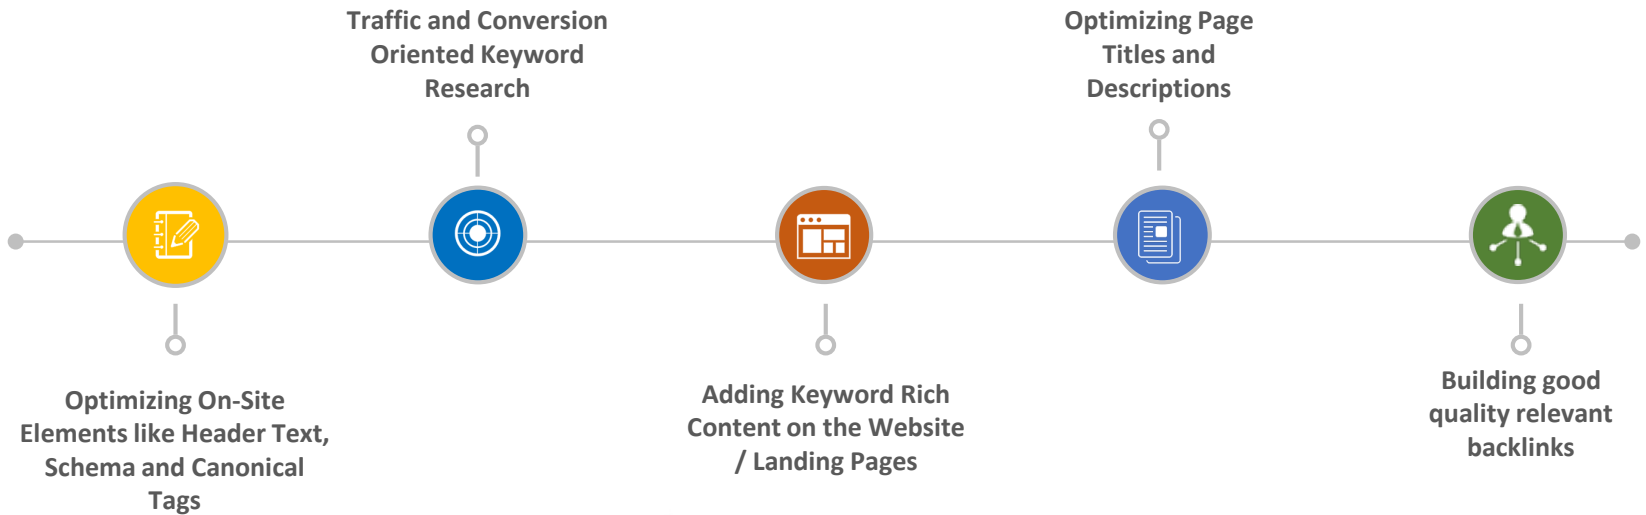 Traffic and Conversion
Oriented Keyword
Research
Optimizing Page
Titles and
Descriptions
Optimizing On-Site
Elements like Header Text,
Schema and Canonical
Tags
Adding Keyword Rich
Content on the Website
/ Landing Pages
Building good
quality relevant
backlinks